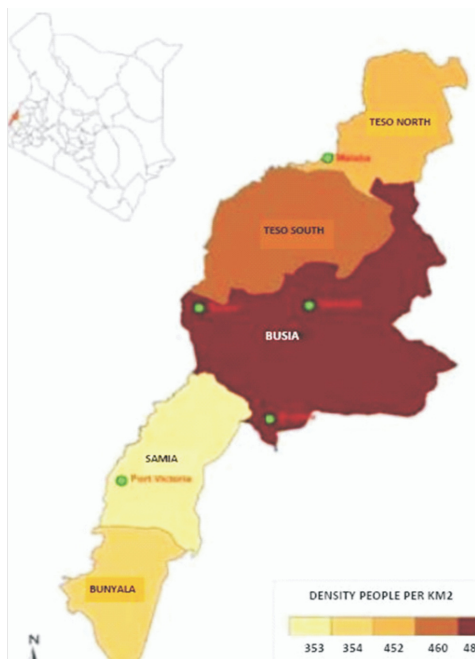 TESO NORTH
Malaba
TESO SOUTH
BUSIA
SAMIA
Port Victoria
BUNYALA
DENSITY PEOPLE PER KM2
353 354 452 460
N